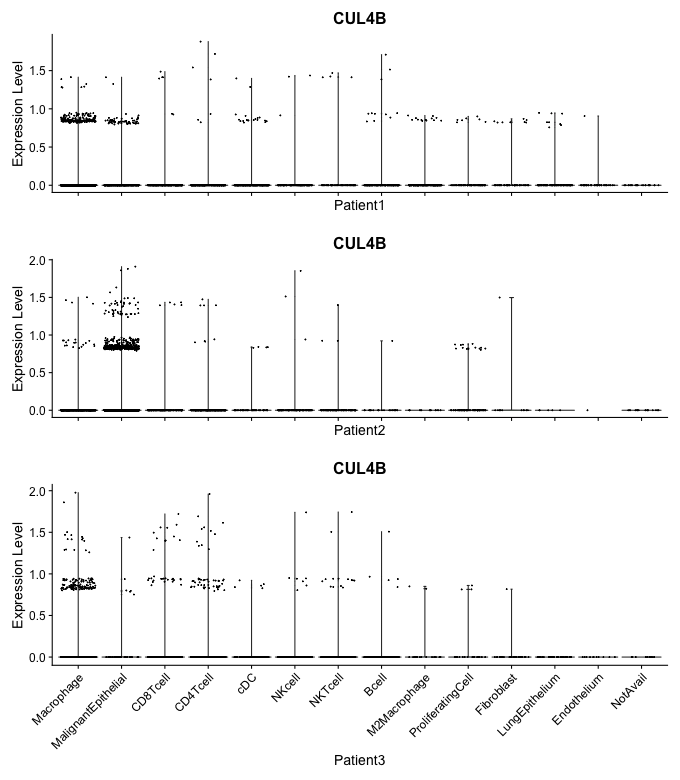 CUL4B
Expression Level
1.5
1.0
0.5
0.0
Patient1
CUL4B
Expression Level
2.0
1.5
1.0
0.5
0.0
Patient2
CUL4B
Expression Level
2.0
1.5
1.0
0.5
0.0
Macrophage
MalignantEpithelial
CD8Tcell
CD4Tcell
cDC
NKcell
NKTcell
Bcell
M2Macrophage
ProliferatingCell
Fibroblast
LungEpithelium
Endothelium
NotAvail
Patient3